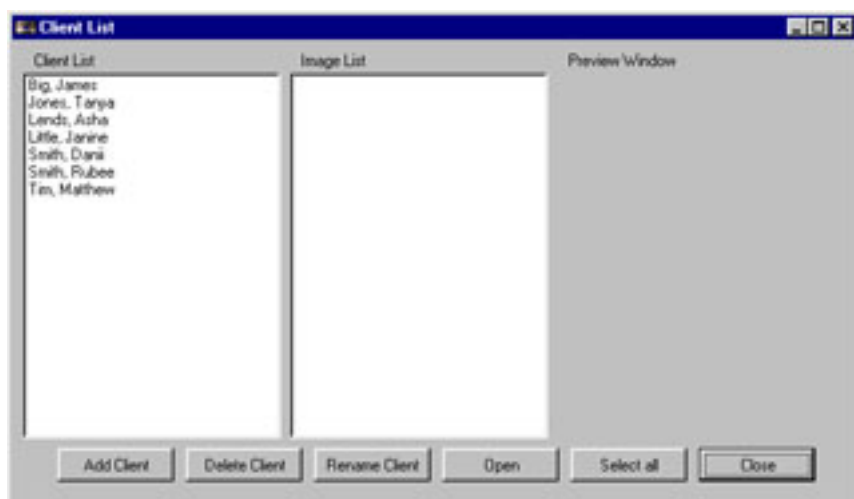 Client List
Client List Image List Preview Window
Big, James
Jones, Tanya
Lends, Asha
Little, Janine
Smith, Danii
Smith, Rubee
Tim, Matthew
Add Client Delete Client Rename Client Open Select all Close